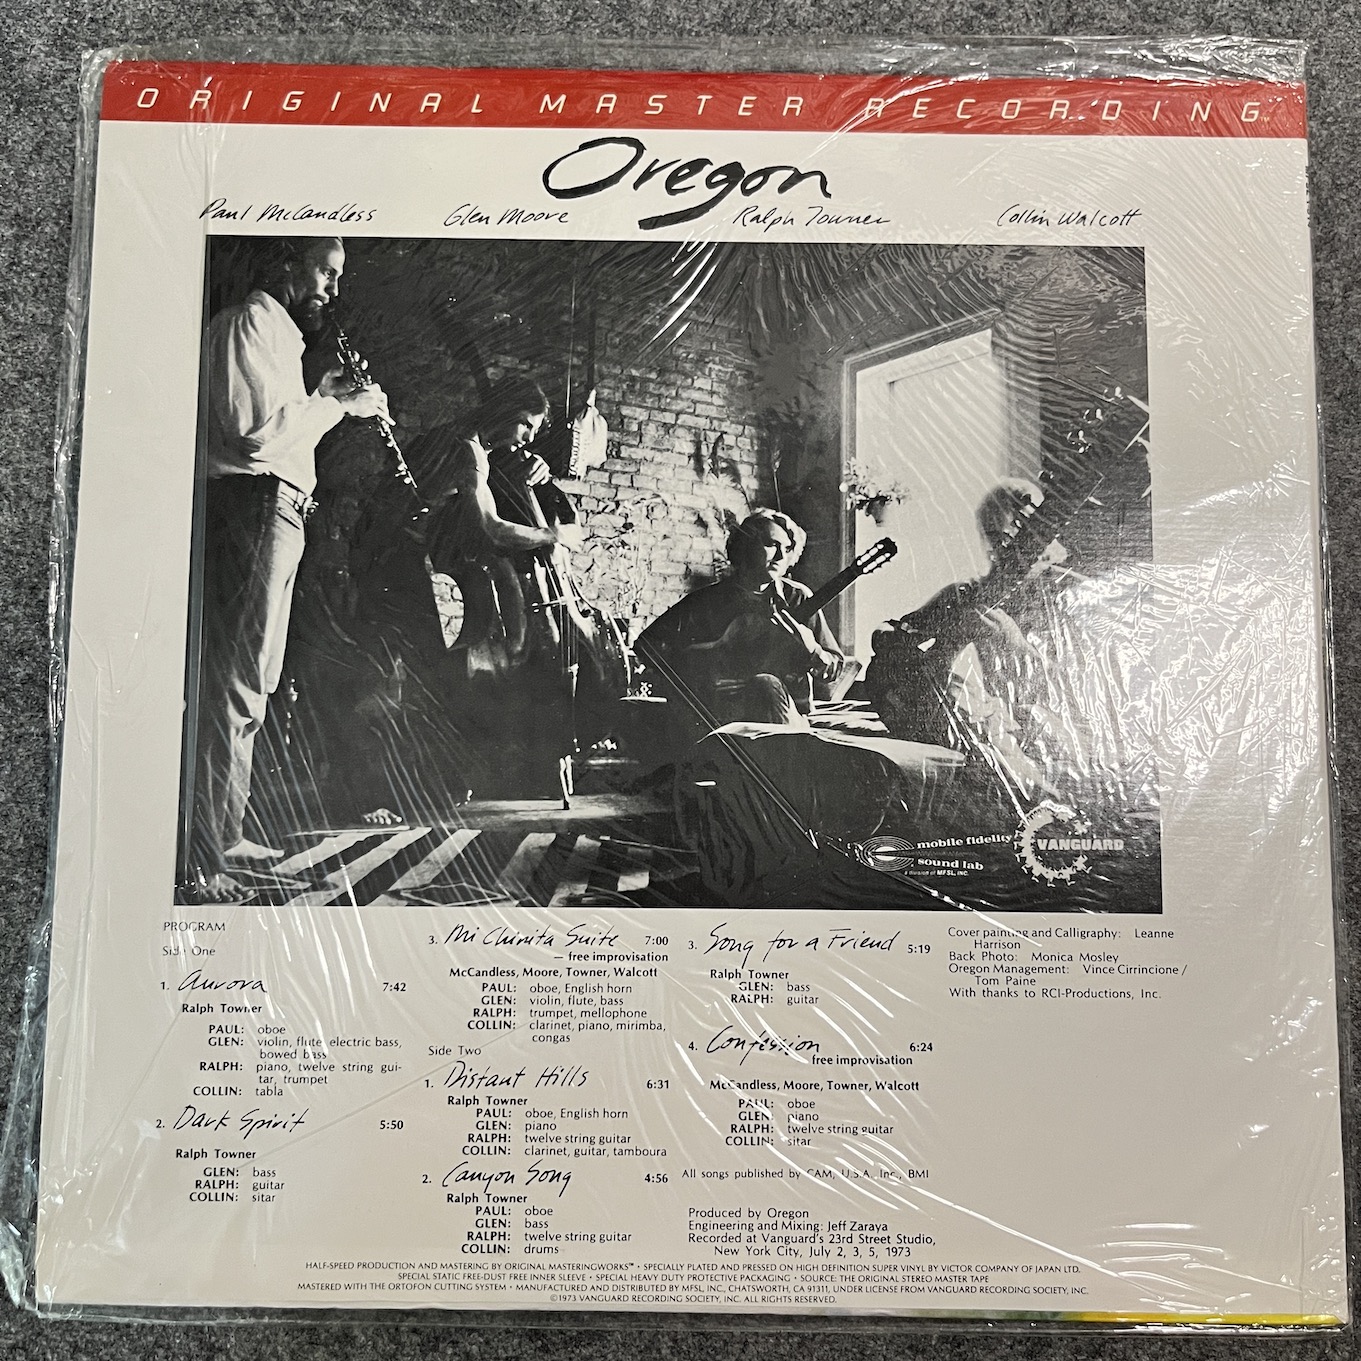 ORIGINAL MASTER RECORDING
Oregon
Paul McCandless Glen Moore Ralph Towner Collin Walcott
mobile fidelity
sound lab
a division of MFSL, INC.
VANGUARD
PROGRAM
Side One
1. Aurora 7:42
Ralph Towner
PAUL: oboe
GLEN: violin, flute, electric bass,
bowed bass
RALPH: piano, twelve string gui-
tar, trumpet
COLLIN: tabla
2. Dark Spirit 5:50
Ralph Towner
GLEN: bass
RALPH: guitar
COLLIN: sitar
3. Mi Chinita Suite 7:00
— free improvisation
McCandless, Moore, Towner, Walcott
PAUL: oboe, English horn
GLEN: violin, flute, bass
RALPH: trumpet, mellophone
COLLIN: clarinet, piano, mirimba,
congas
Side Two
1. Distant Hills 6:31
Ralph Towner
PAUL: oboe, English horn
GLEN: piano
RALPH: twelve string guitar
COLLIN: clarinet, guitar, tamboura
2. Canyon Song 4:56
Ralph Towner
PAUL: oboe
GLEN: bass
RALPH: twelve string guitar
COLLIN: drums
3. Song for a Friend 5:19
Ralph Towner
GLEN: bass
RALPH: guitar
4. Confession 6:24
free improvisation
McCandless, Moore, Towner, Walcott
PAUL: oboe
GLEN: piano
RALPH: twelve string guitar
COLLIN: sitar
All songs published by CAM, U.S.A., Inc., BMI
Produced by Oregon
Engineering and Mixing: Jeff Zaraya
Recorded at Vanguard's 23rd Street Studio,
New York City, July 2, 3, 5, 1973
Cover painting and Calligraphy: Leanne
Harrison
Back Photo: Monica Mosley
Oregon Management: Vince Cirrincione /
Tom Paine
With thanks to RCI-Productions, Inc.
HALF-SPEED PRODUCTION AND MASTERING BY ORIGINAL MASTERINGWORKS™ • SPECIALLY PLATED AND PRESSED ON HIGH DEFINITION SUPER VINYL BY VICTOR COMPANY OF JAPAN LTD.
SPECIAL STATIC FREE-DUST FREE INNER SLEEVE • SPECIAL HEAVY DUTY PROTECTIVE PACKAGING • SOURCE: THE ORIGINAL STEREO MASTER TAPE
MASTERED WITH THE ORTOFON CUTTING SYSTEM • MANUFACTURED AND DISTRIBUTED BY MFSL, INC., CHATSWORTH, CA 91311, UNDER LICENSE FROM VANGUARD RECORDING SOCIETY, INC.
©1973 VANGUARD RECORDING SOCIETY, INC. ALL RIGHTS RESERVED.